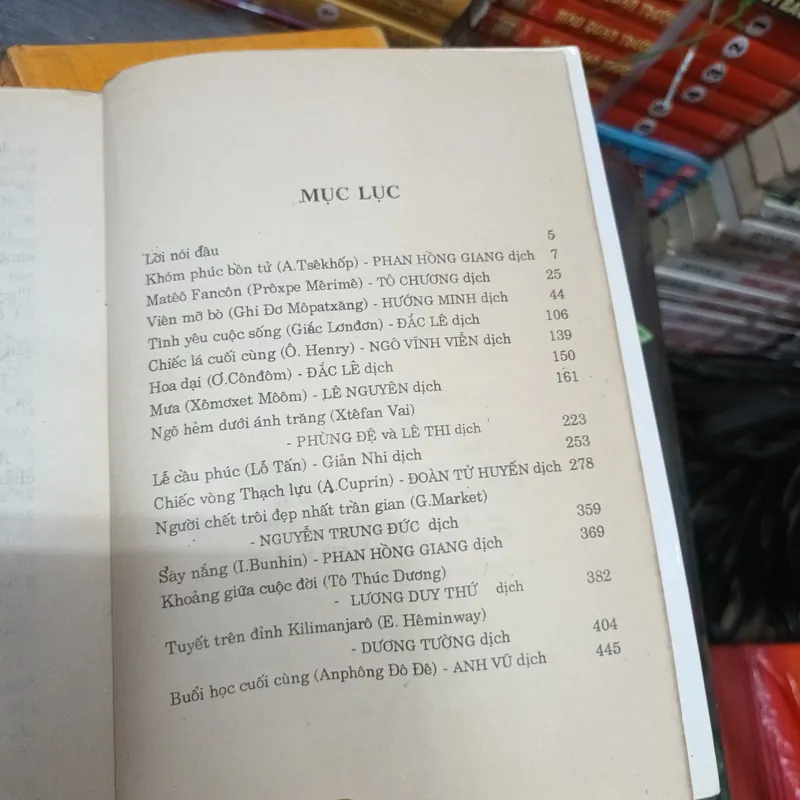 MỤC LỤC
Lời nói đầu 5
Khóm phúc bồn tử (A.Tsêkhốp) - PHAN HỒNG GIANG dịch 7
Matêô Fancôn (Prôxpe Mêrimê) - TÔ CHƯƠNG dịch 25
Viên mỡ bò (Ghi Đơ Môpatxăng) - HƯỚNG MINH dịch 44
Tình yêu cuộc sống (Giắc Lơnđơn) - ĐẮC LÊ dịch 106
Chiếc lá cuối cùng (Ô. Henry) - NGÔ VĨNH VIỄN dịch 139
Hoa dại (Ơ.Cônđôm) - ĐẮC LÊ dịch 150
Mưa (Xômơxet Môôm) - LÊ NGUYÊN dịch 161
Ngõ hẻm dưới ánh trăng (Xtêfan Vai)
- PHÙNG ĐỆ và LÊ THI dịch 223
Lễ cầu phúc (Lỗ Tấn) - Giản Nhi dịch 253
Chiếc vòng Thạch lựu (A.Cuprin) - ĐOÀN TỬ HUYẾN dịch 278
Người chết trôi đẹp nhất trần gian (G.Market)
- NGUYỄN TRUNG ĐỨC dịch 359
Sáy nắng (I.Bunhin) - PHAN HỒNG GIANG dịch 369
Khoảng giữa cuộc đời (Tô Thúc Dương)
- LƯƠNG DUY THỨ dịch 382
Tuyết trên đỉnh Kilimanjarô (E. Hêminway)
- DƯƠNG TƯỜNG dịch 404
Buổi học cuối cùng (Anphông Đô Đê) - ANH VŨ dịch 445